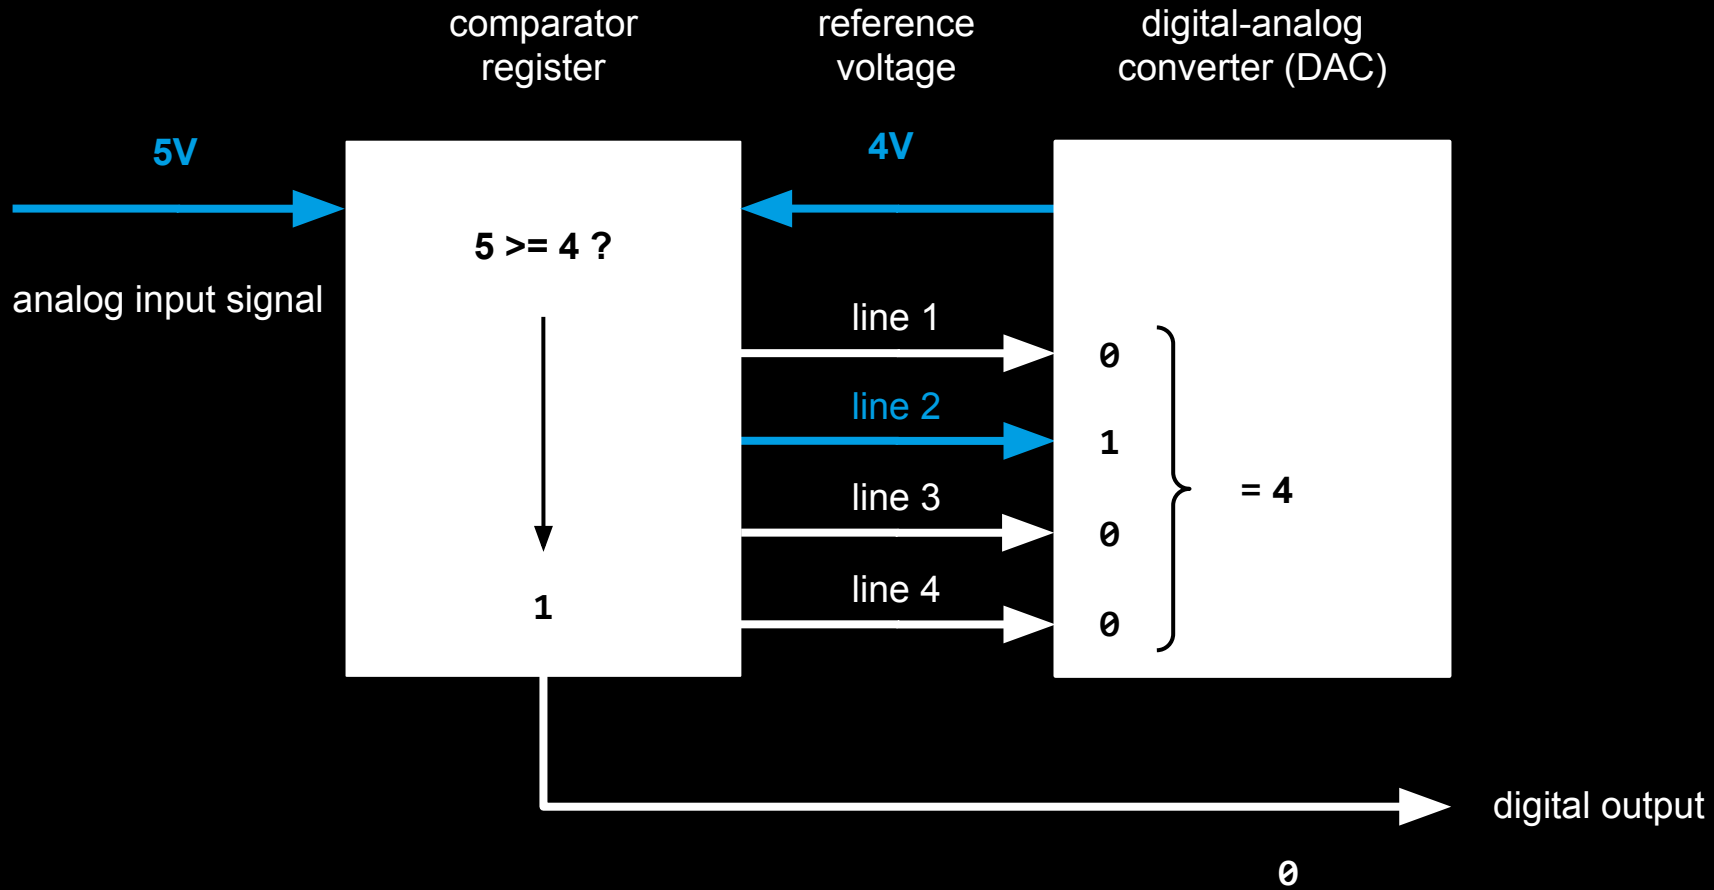 comparator
register
reference
voltage
digital-analog
converter (DAC)
5V
4V
5 >= 4 ?
analog input signal
line 1
0
line 2
1
line 3
= 4
0
line 4
1
0
digital output
0